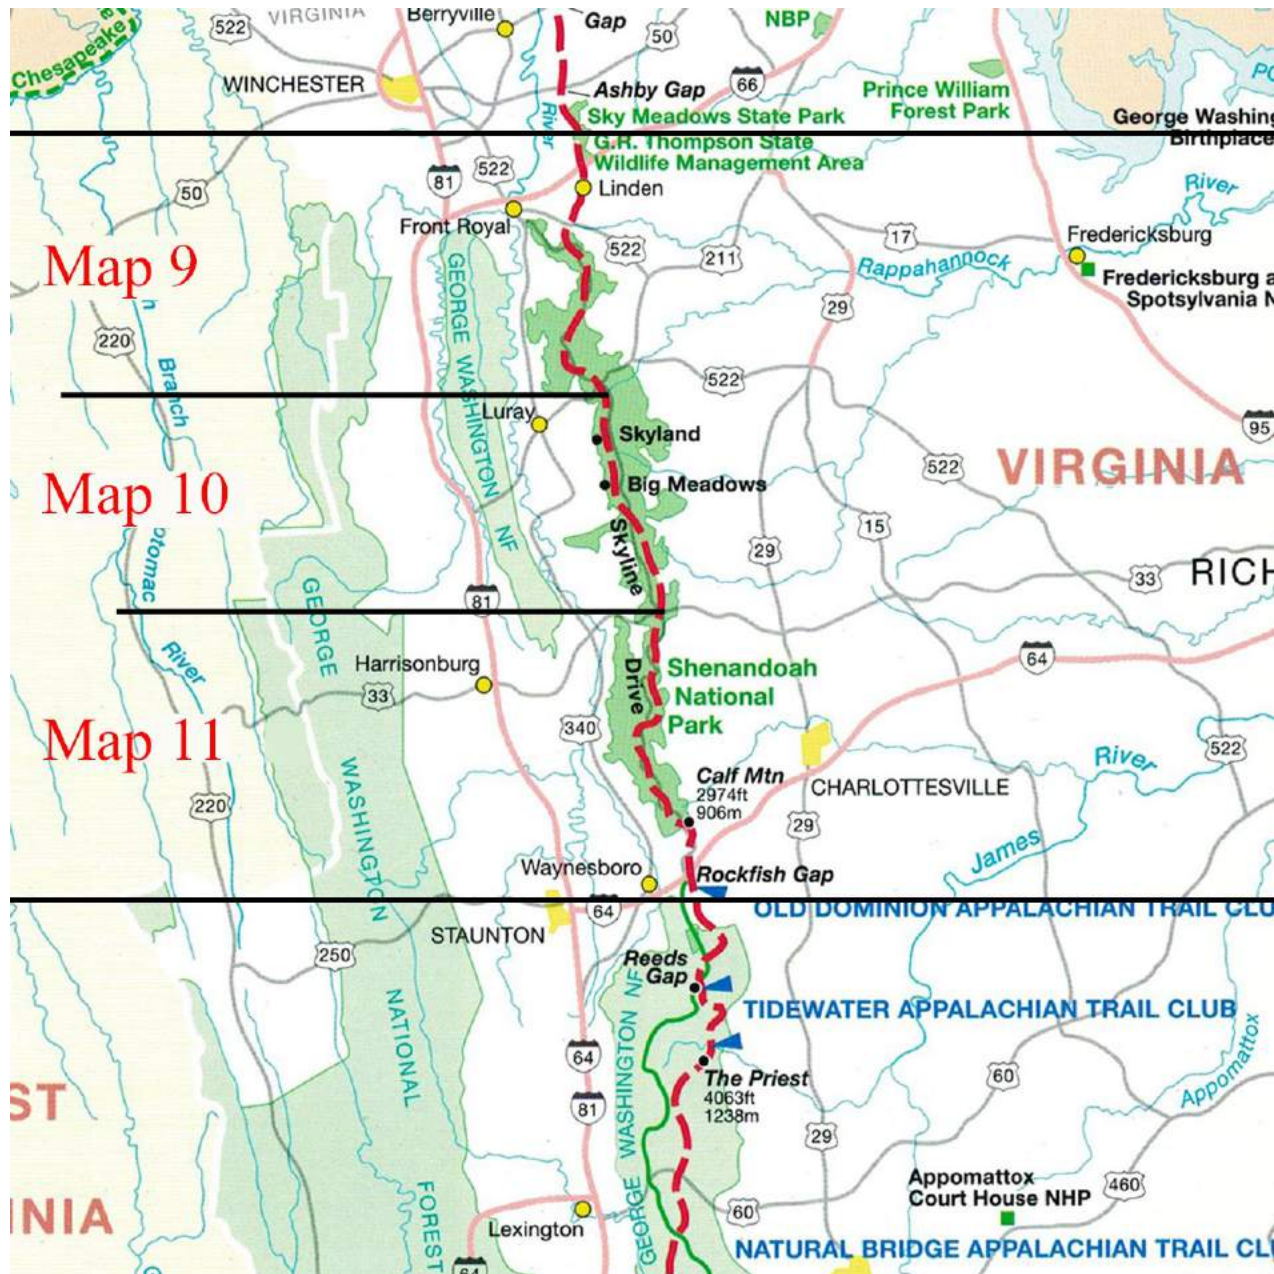 VIRGINIA
Berryville
Gap
NBP
522
50
Chesapeake
WINCHESTER
66
Ashby Gap
Prince William
Forest Park
River
Sky Meadows State Park
George Washing
Birthplace
G.R. Thompson State
Wildlife Management Area
522
81
50
Linden
River
Front Royal
Fredericksburg
17
522
211
Map 9
Rappahannock
Fredericksburg a
Spotsylvania N
29
220
GEORGE WASHINGTON NF
Branch
522
Luray
95
Skyland
522
VIRGINIA
Map 10
Big Meadows
15
29
Skyline
33
RICH
GEORGE
81
River
Harrisonburg
64
33
Drive
Shenandoah
National
Park
340
Map 11
522
River
Calf Mtn
2974ft
906m
CHARLOTTESVILLE
WASHINGTON
220
29
James
Waynesboro
Rockfish Gap
64
OLD DOMINION APPALACHIAN TRAIL CLU
STAUNTON
250
Reeds
Gap
NATIONAL
GEORGE WASHINGTON NF
TIDEWATER APPALACHIAN TRAIL CLUB
64
Appomattox
60
The Priest
4063ft
1238m
ST
81
29
Appomattox
Court House NHP
460
FOREST
60
INIA
Lexington
NATURAL BRIDGE APPALACHIAN TRAIL CL
64